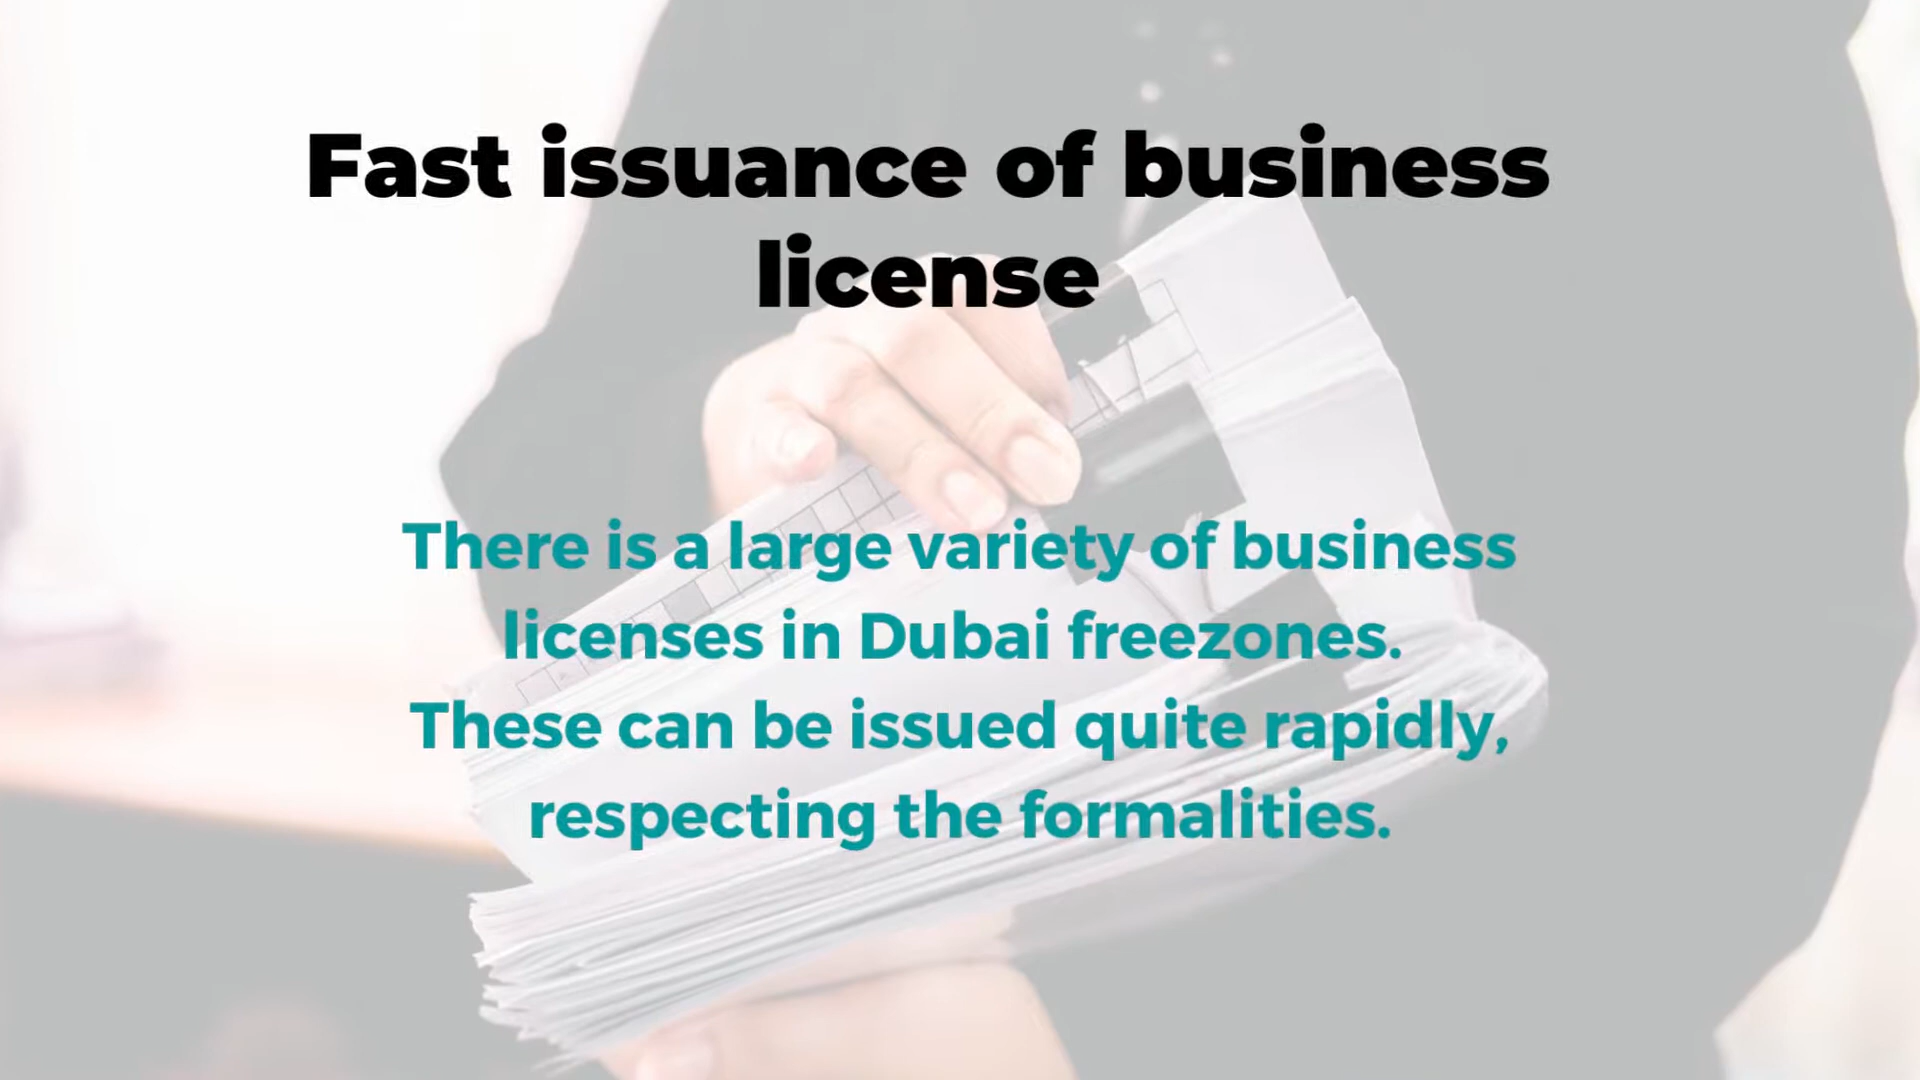 Fast issuance of business
license
There is a large variety of business
licenses in Dubai freezones.
These can be issued quite rapidly,
respecting the formalities.